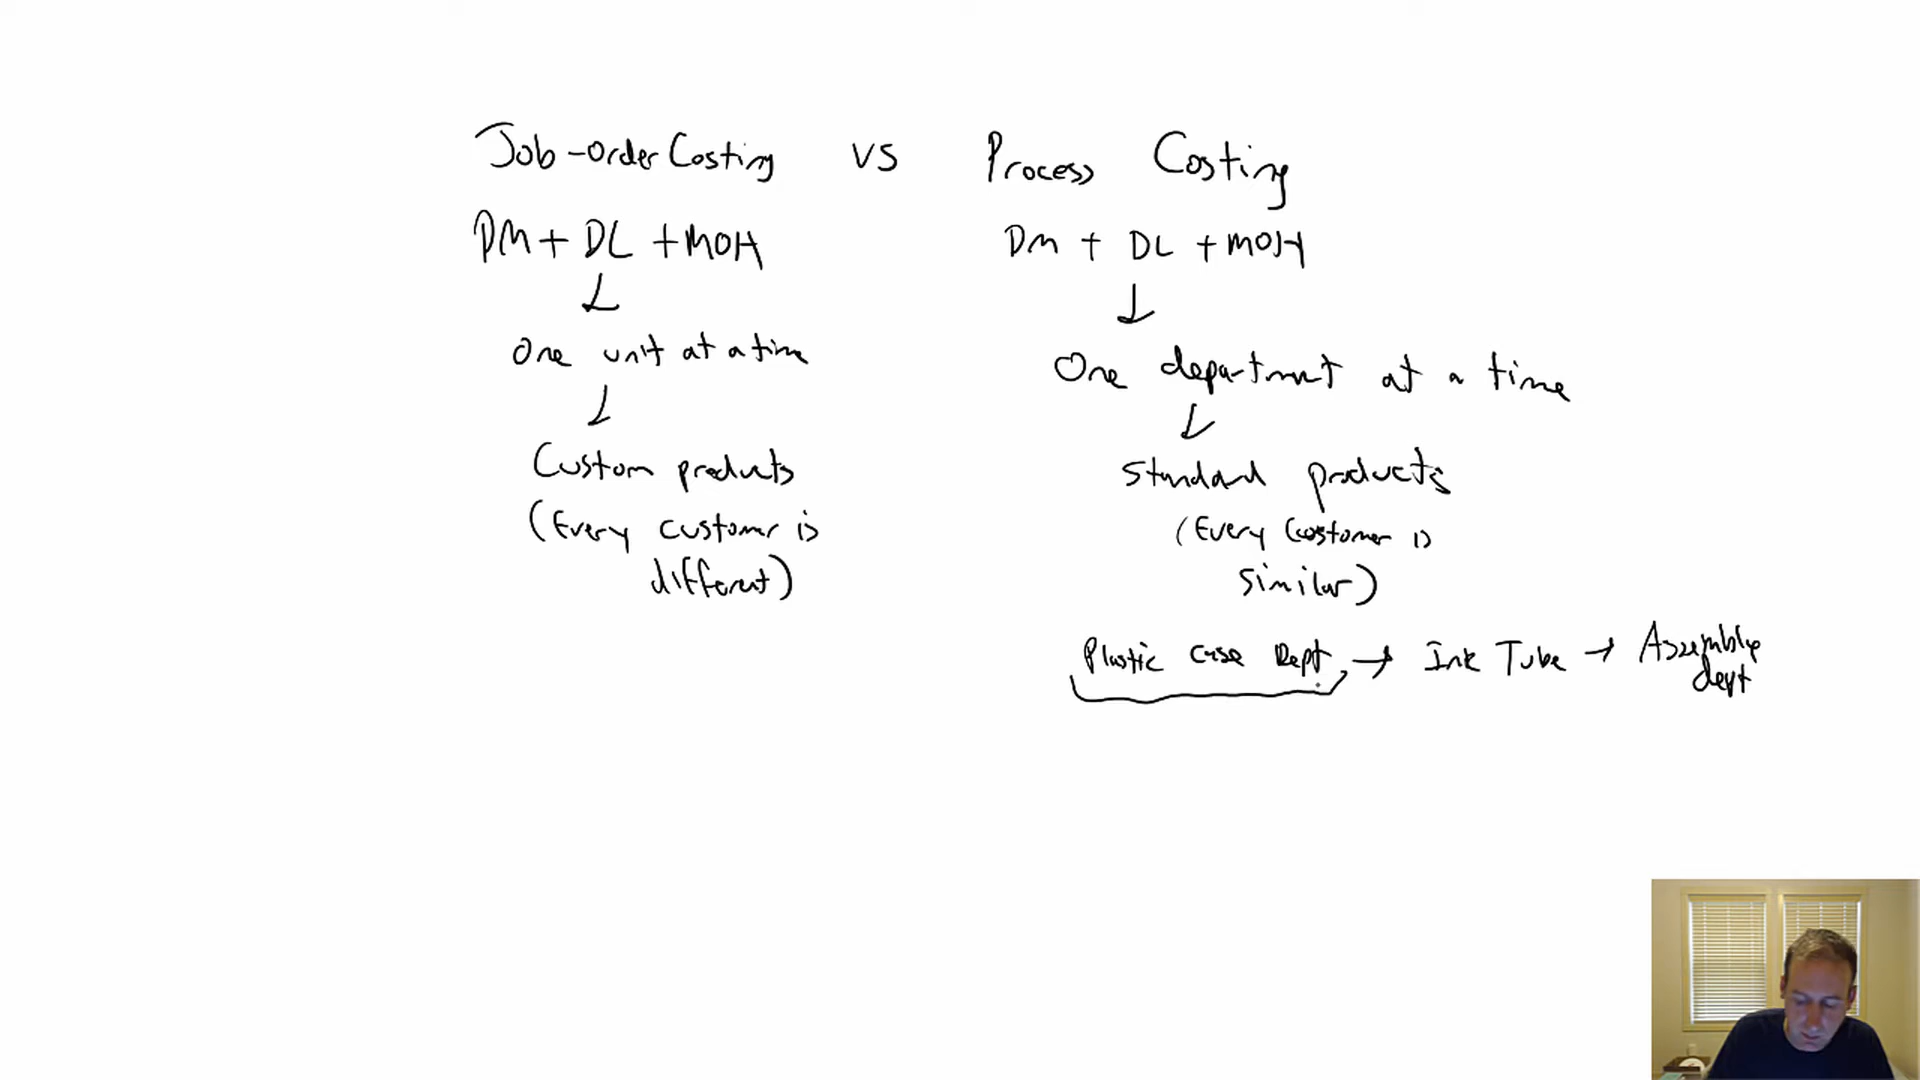 Job-Order Costing vs Process Costing
DM + DL + MOH
One unit at a time
Custom products
(Every customer is
different)
DM + DL + MOH
One department at a time
Standard products
(Every customer is
similar)
Plastic case Dept → Ink Tube → Assembly
dept